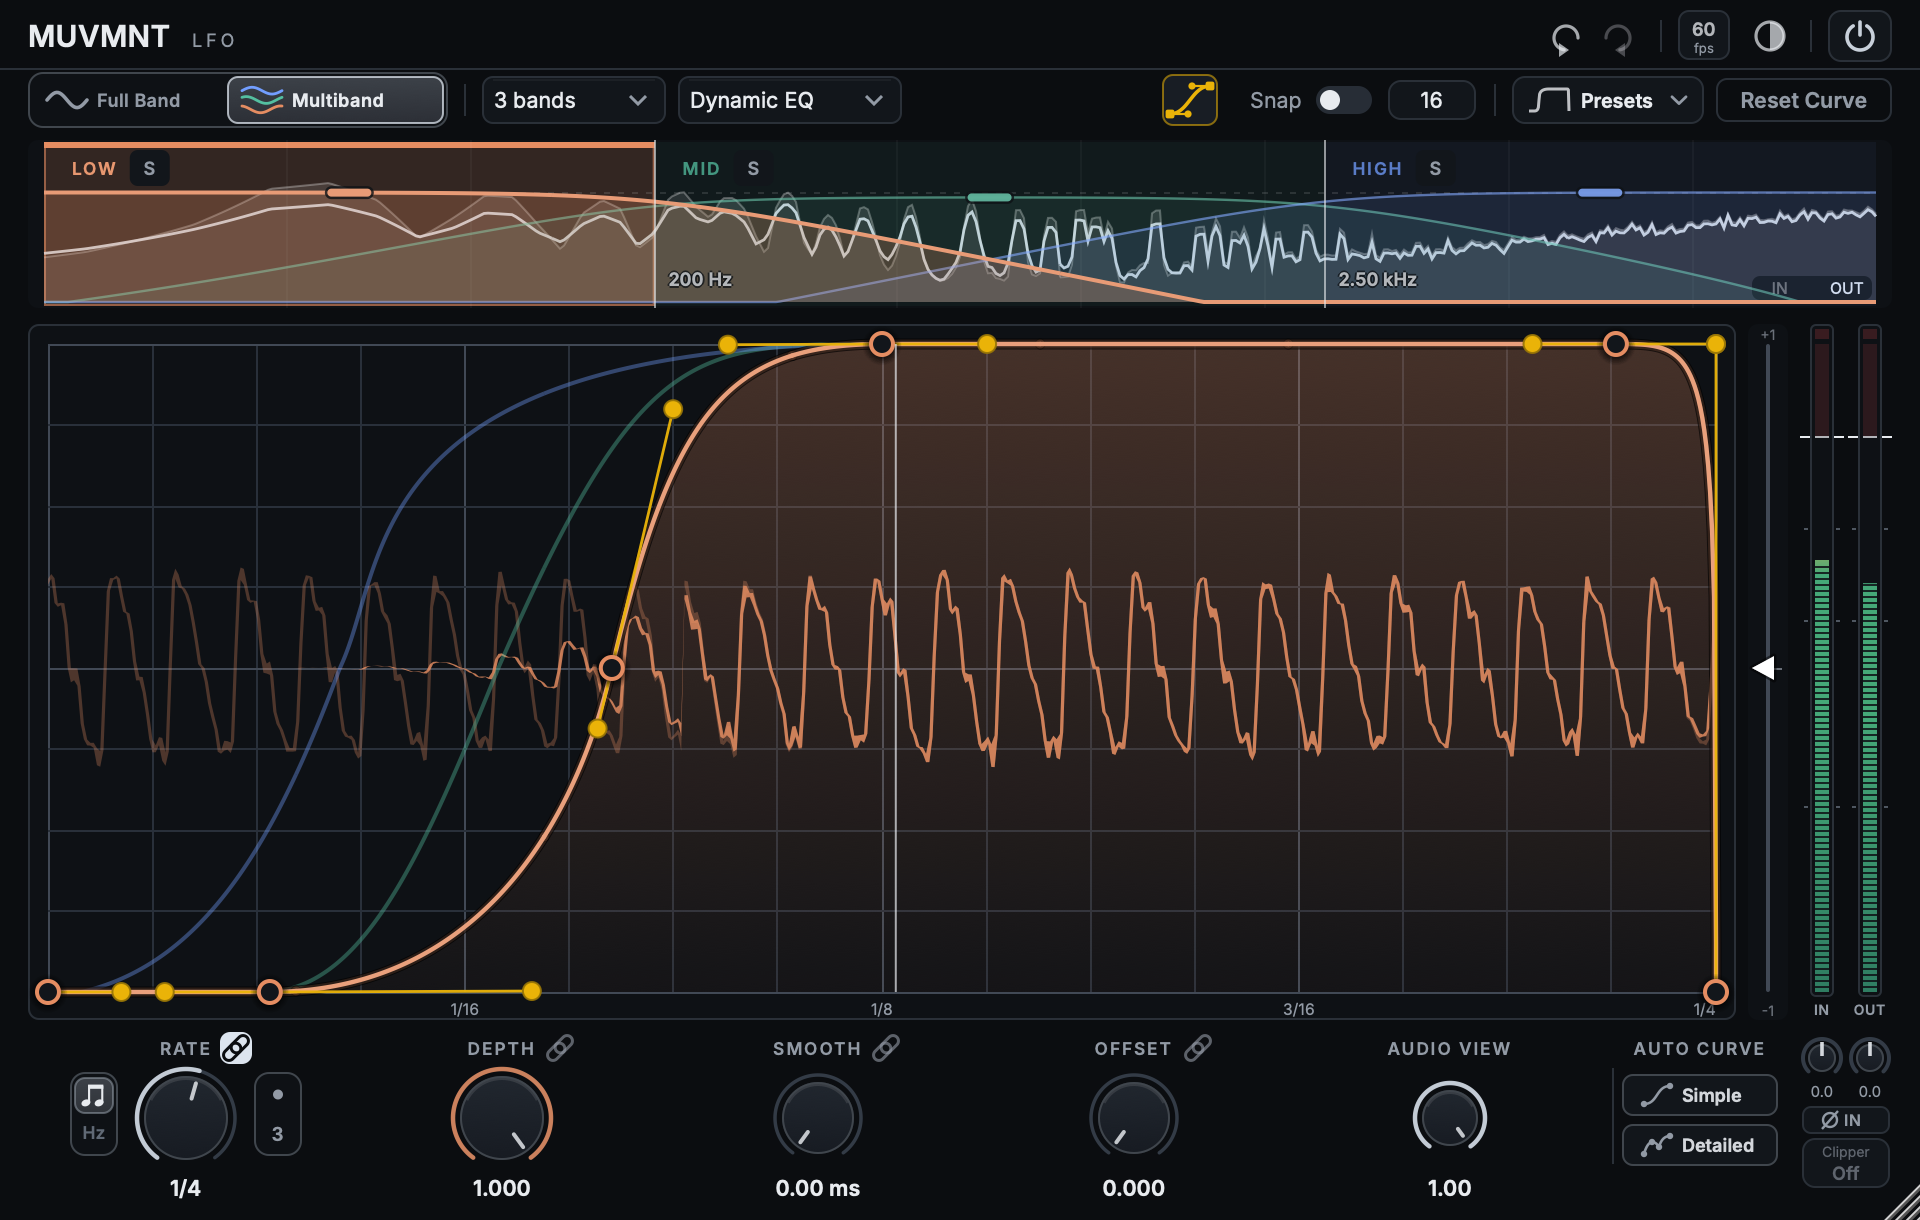 MUVMNT LFO
60 fps
Full Band
Multiband
3 bands
Dynamic EQ
Snap
16
Presets
Reset Curve
LOW S
MID S
HIGH S
200 Hz
2.50 kHz
IN OUT
+1
-1
1/16
1/8
3/16
1/4
IN
OUT
RATE
DEPTH
SMOOTH
OFFSET
AUDIO VIEW
AUTO CURVE
Hz
3
Simple
Detailed
0.0
0.0
Ø IN
Clipper
Off
1/4
1.000
0.00 ms
0.000
1.00